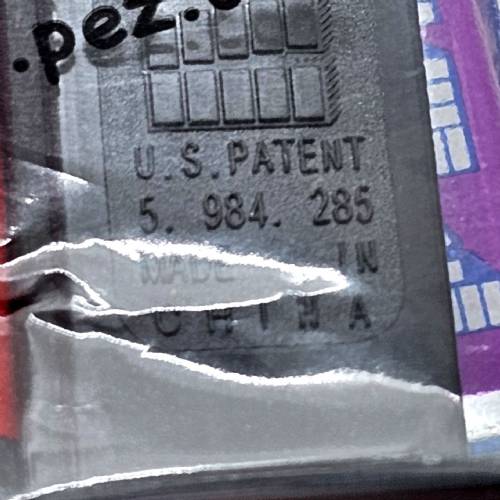 .pez.
U.S.PATENT
5. 984. 285
MADE IN
CHINA